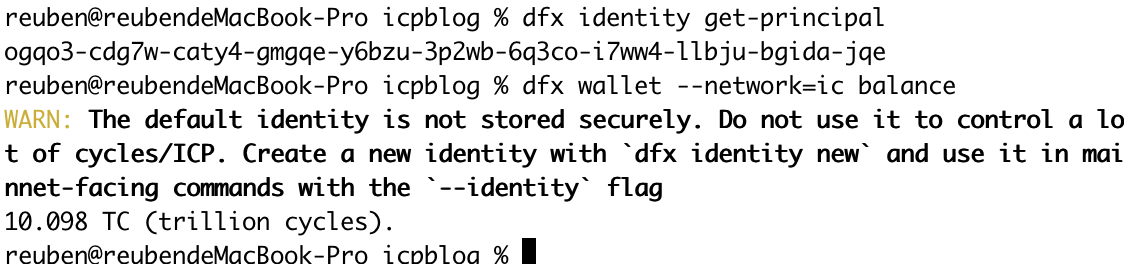 reuben@reubendeMacBook-Pro icpblog % dfx identity get-principal
ogqo3-cdg7w-caty4-gmgqe-y6bzu-3p2wb-6q3co-i7ww4-llbju-bgida-jqe
reuben@reubendeMacBook-Pro icpblog % dfx wallet --network=ic balance
WARN: The default identity is not stored securely. Do not use it to control a lo
t of cycles/ICP. Create a new identity with `dfx identity new` and use it in mai
nnet-facing commands with the `--identity` flag
10.098 TC (trillion cycles).
reuben@reubendeMacBook-Pro icpblog %